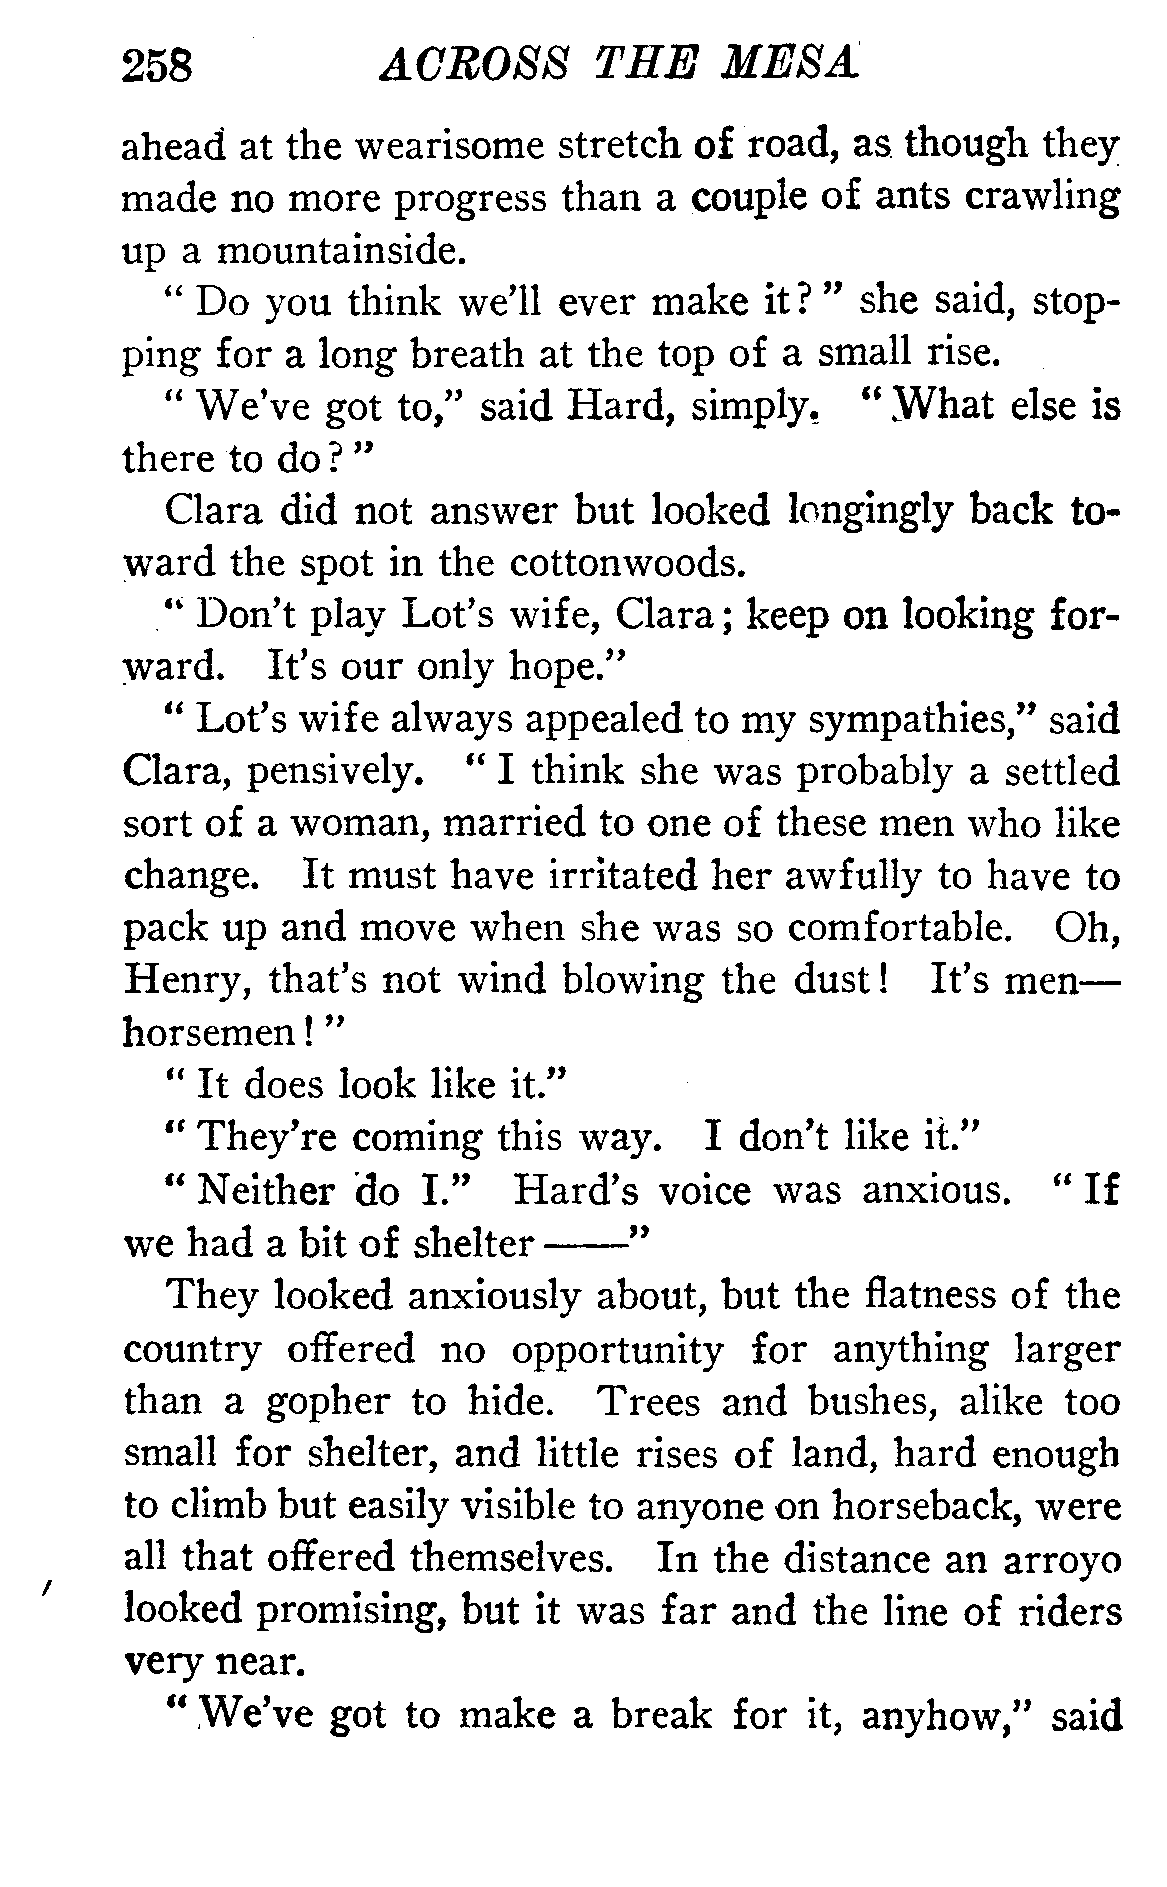 258 ACROSS THE MESA
ahead at the wearisome stretch of road, as though they
made no more progress than a couple of ants crawling
up a mountainside.
" Do you think we'll ever make it? " she said, stop-
ping for a long breath at the top of a small rise.
" We've got to," said Hard, simply. " What else is
there to do? "
Clara did not answer but looked longingly back to-
ward the spot in the cottonwoods.
" Don't play Lot's wife, Clara; keep on looking for-
ward. It's our only hope."
" Lot's wife always appealed to my sympathies," said
Clara, pensively. " I think she was probably a settled
sort of a woman, married to one of these men who like
change. It must have irritated her awfully to have to
pack up and move when she was so comfortable. Oh,
Henry, that's not wind blowing the dust! It's men—
horsemen! "
" It does look like it."
" They're coming this way. I don't like it."
" Neither do I." Hard's voice was anxious. " If
we had a bit of shelter ——"
They looked anxiously about, but the flatness of the
country offered no opportunity for anything larger
than a gopher to hide. Trees and bushes, alike too
small for shelter, and little rises of land, hard enough
to climb but easily visible to anyone on horseback, were
all that offered themselves. In the distance an arroyo
looked promising, but it was far and the line of riders
very near.
" We've got to make a break for it, anyhow," said